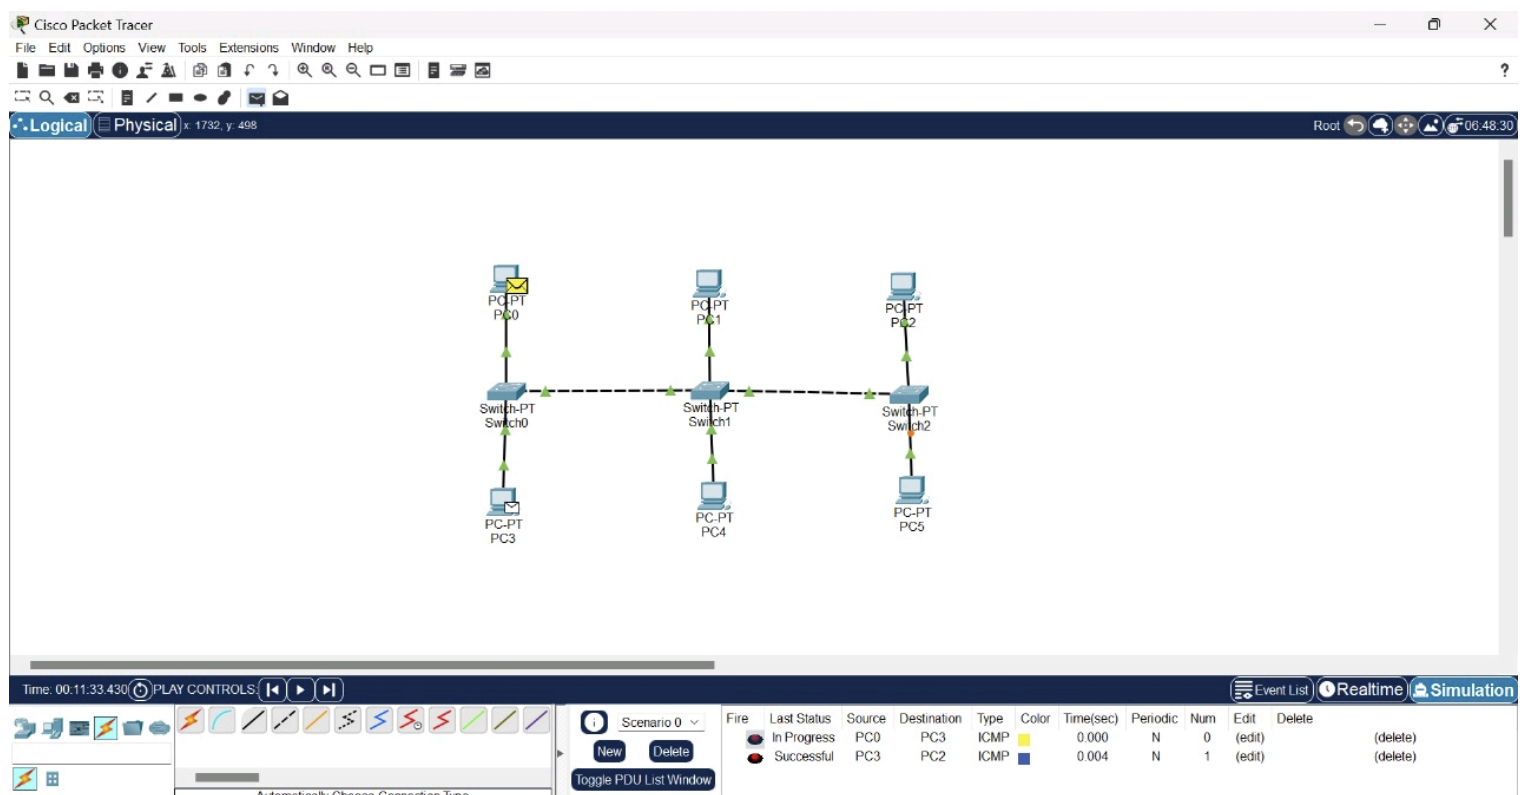 Cisco Packet Tracer
File Edit Options View Tools Extensions Window Help
?
Logical Physical x: 1732, y: 498 Root 06:48:30
PC-PT
PC0
PC-PT
PC1
PC-PT
PC2
Switch-PT
Switch0
Switch-PT
Switch1
Switch-PT
Switch2
PC-PT
PC3
PC-PT
PC4
PC-PT
PC5
Time: 00:11:33.430 PLAY CONTROLS: Event List Realtime Simulation
Scenario 0
New Delete
Toggle PDU List Window
Fire Last Status Source Destination Type Color Time(sec) Periodic Num Edit Delete
In Progress PC0 PC3 ICMP 0.000 N 0 (edit) (delete)
Successful PC3 PC2 ICMP 0.004 N 1 (edit) (delete)
Automatically Choose Connection Type